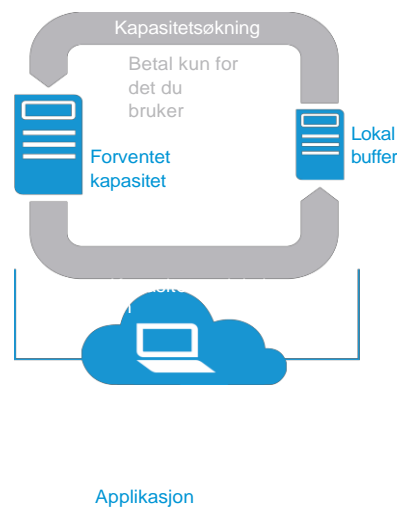 Kapasitetsøkning
Betal kun for
det du
bruker
Lokal
buffer
Forventet
kapasitet
Applikasjon